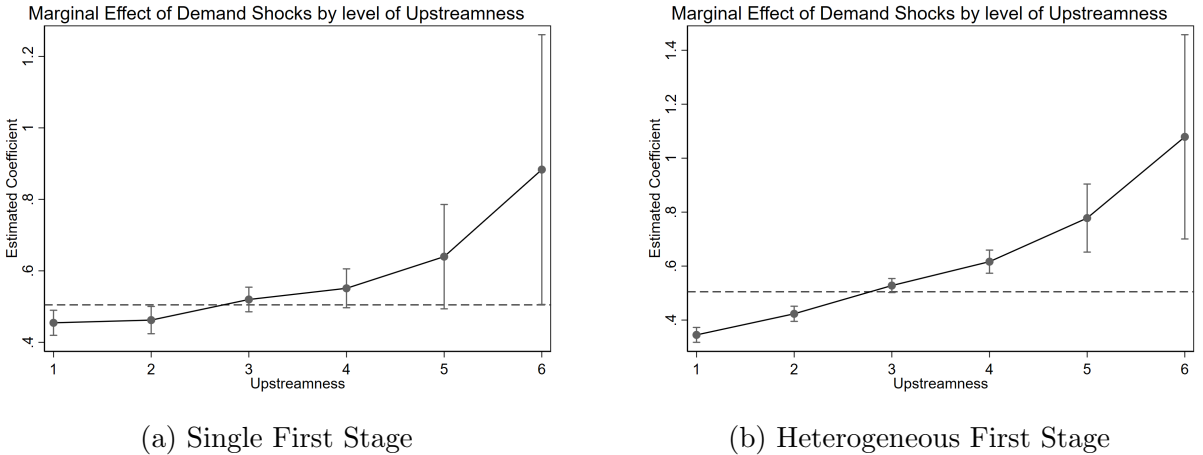 Marginal Effect of Demand Shocks by level of Upstreamness
Estimated Coefficient
1.2
1
.8
.6
.4
1 2 3 4 5 6
Upstreamness
(a) Single First Stage
Marginal Effect of Demand Shocks by level of Upstreamness
Estimated Coefficient
1.4
1.2
1
.8
.6
.4
1 2 3 4 5 6
Upstreamness
(b) Heterogeneous First Stage